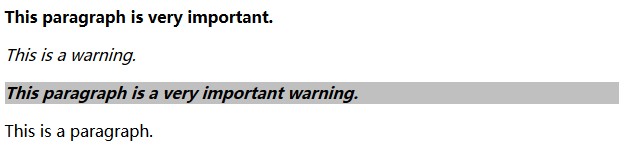 This paragraph is very important.
This is a warning.
This paragraph is a very important warning.
This is a paragraph.